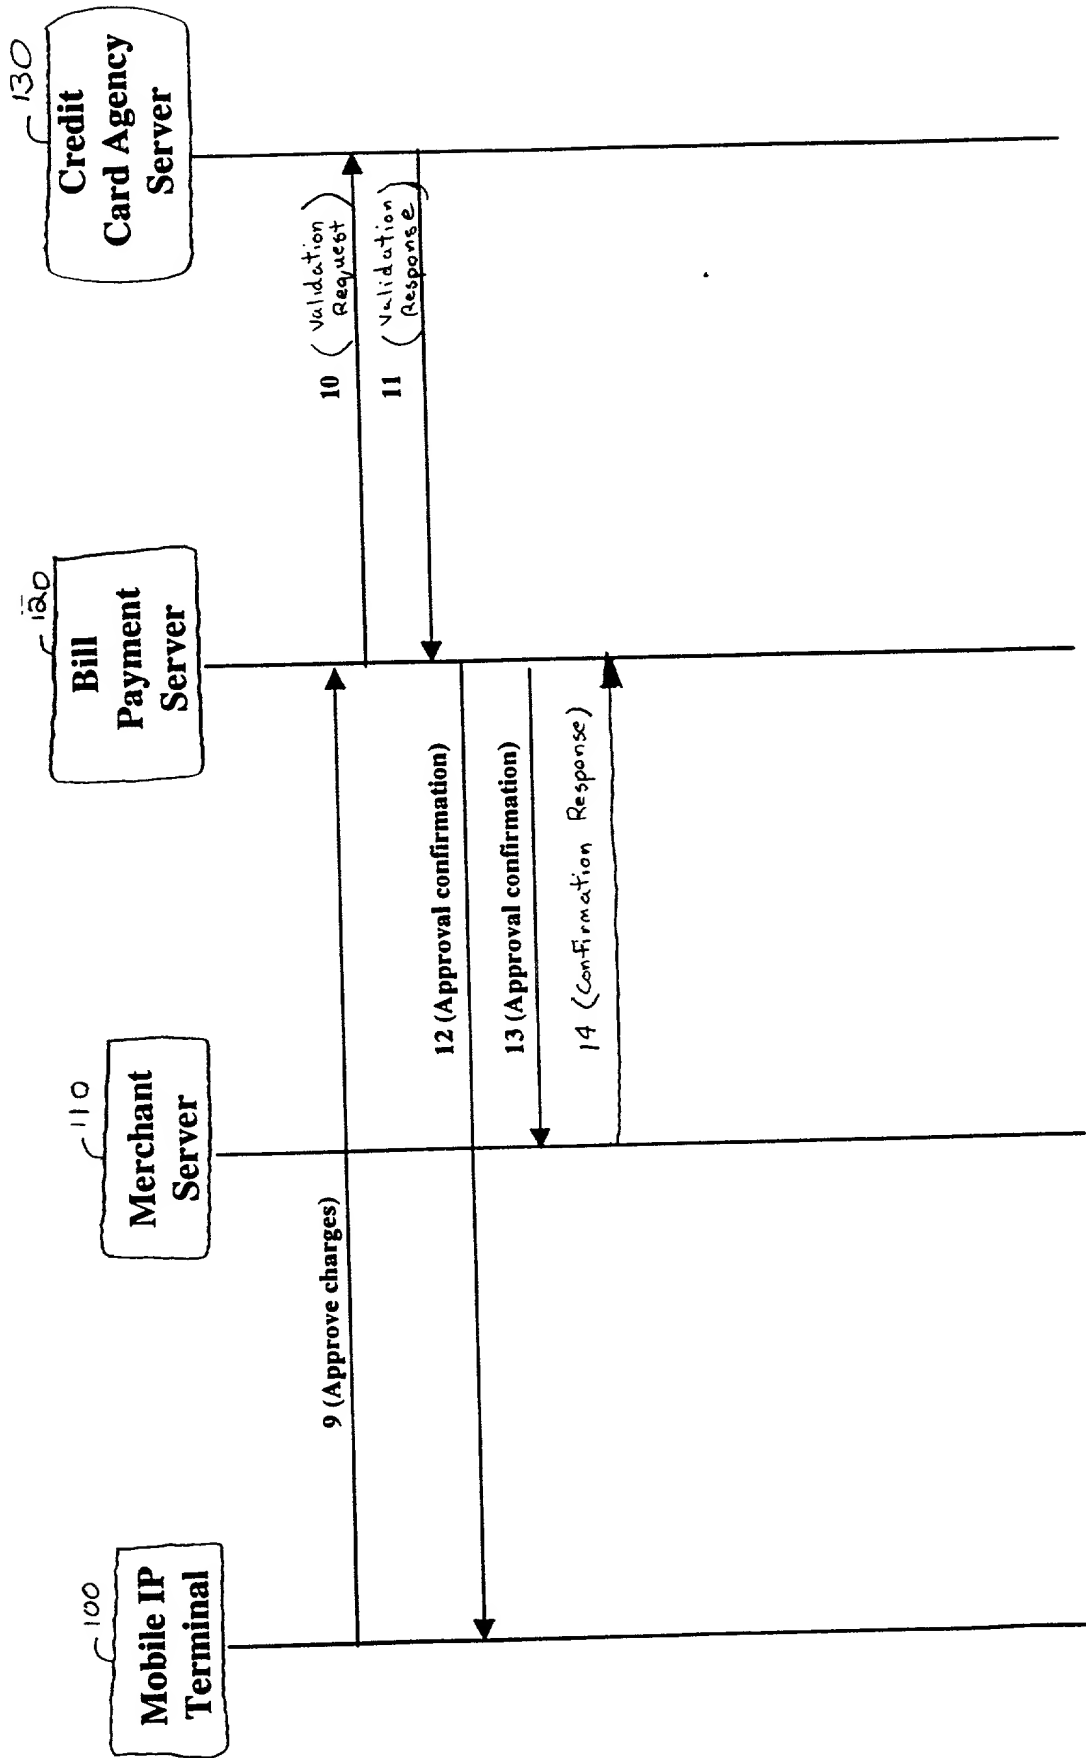 100
Mobile IP
Terminal
110
Merchant
Server
120
Bill
Payment
Server
130
Credit
Card Agency
Server
9 (Approve charges)
10 (Validation
Request)
11 (Validation
Response)
12 (Approval confirmation)
13 (Approval confirmation)
14 (Confirmation Response)